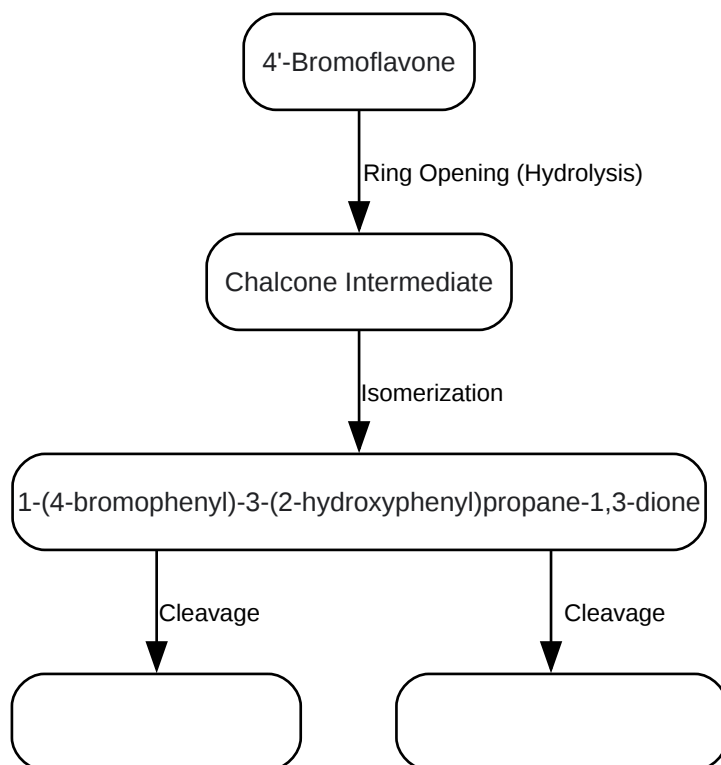 4'-Bromoflavone
Ring Opening (Hydrolysis)
Chalcone Intermediate
Isomerization
1-(4-bromophenyl)-3-(2-hydroxyphenyl)propane-1,3-dione
Cleavage
Cleavage